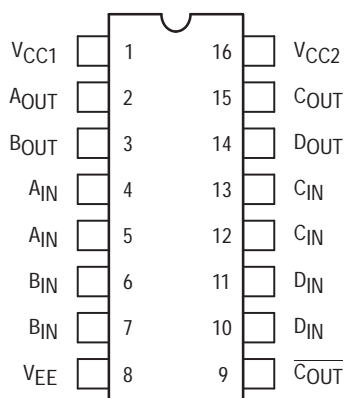 VCC1 1 16 VCC2
AOUT 2 15 COUT
BOUT 3 14 DOUT
AIN 4 13 CIN
AIN 5 12 CIN
BIN 6 11 DIN
BIN 7 10 DIN
VEE 8 9 C̅O̅U̅T̅